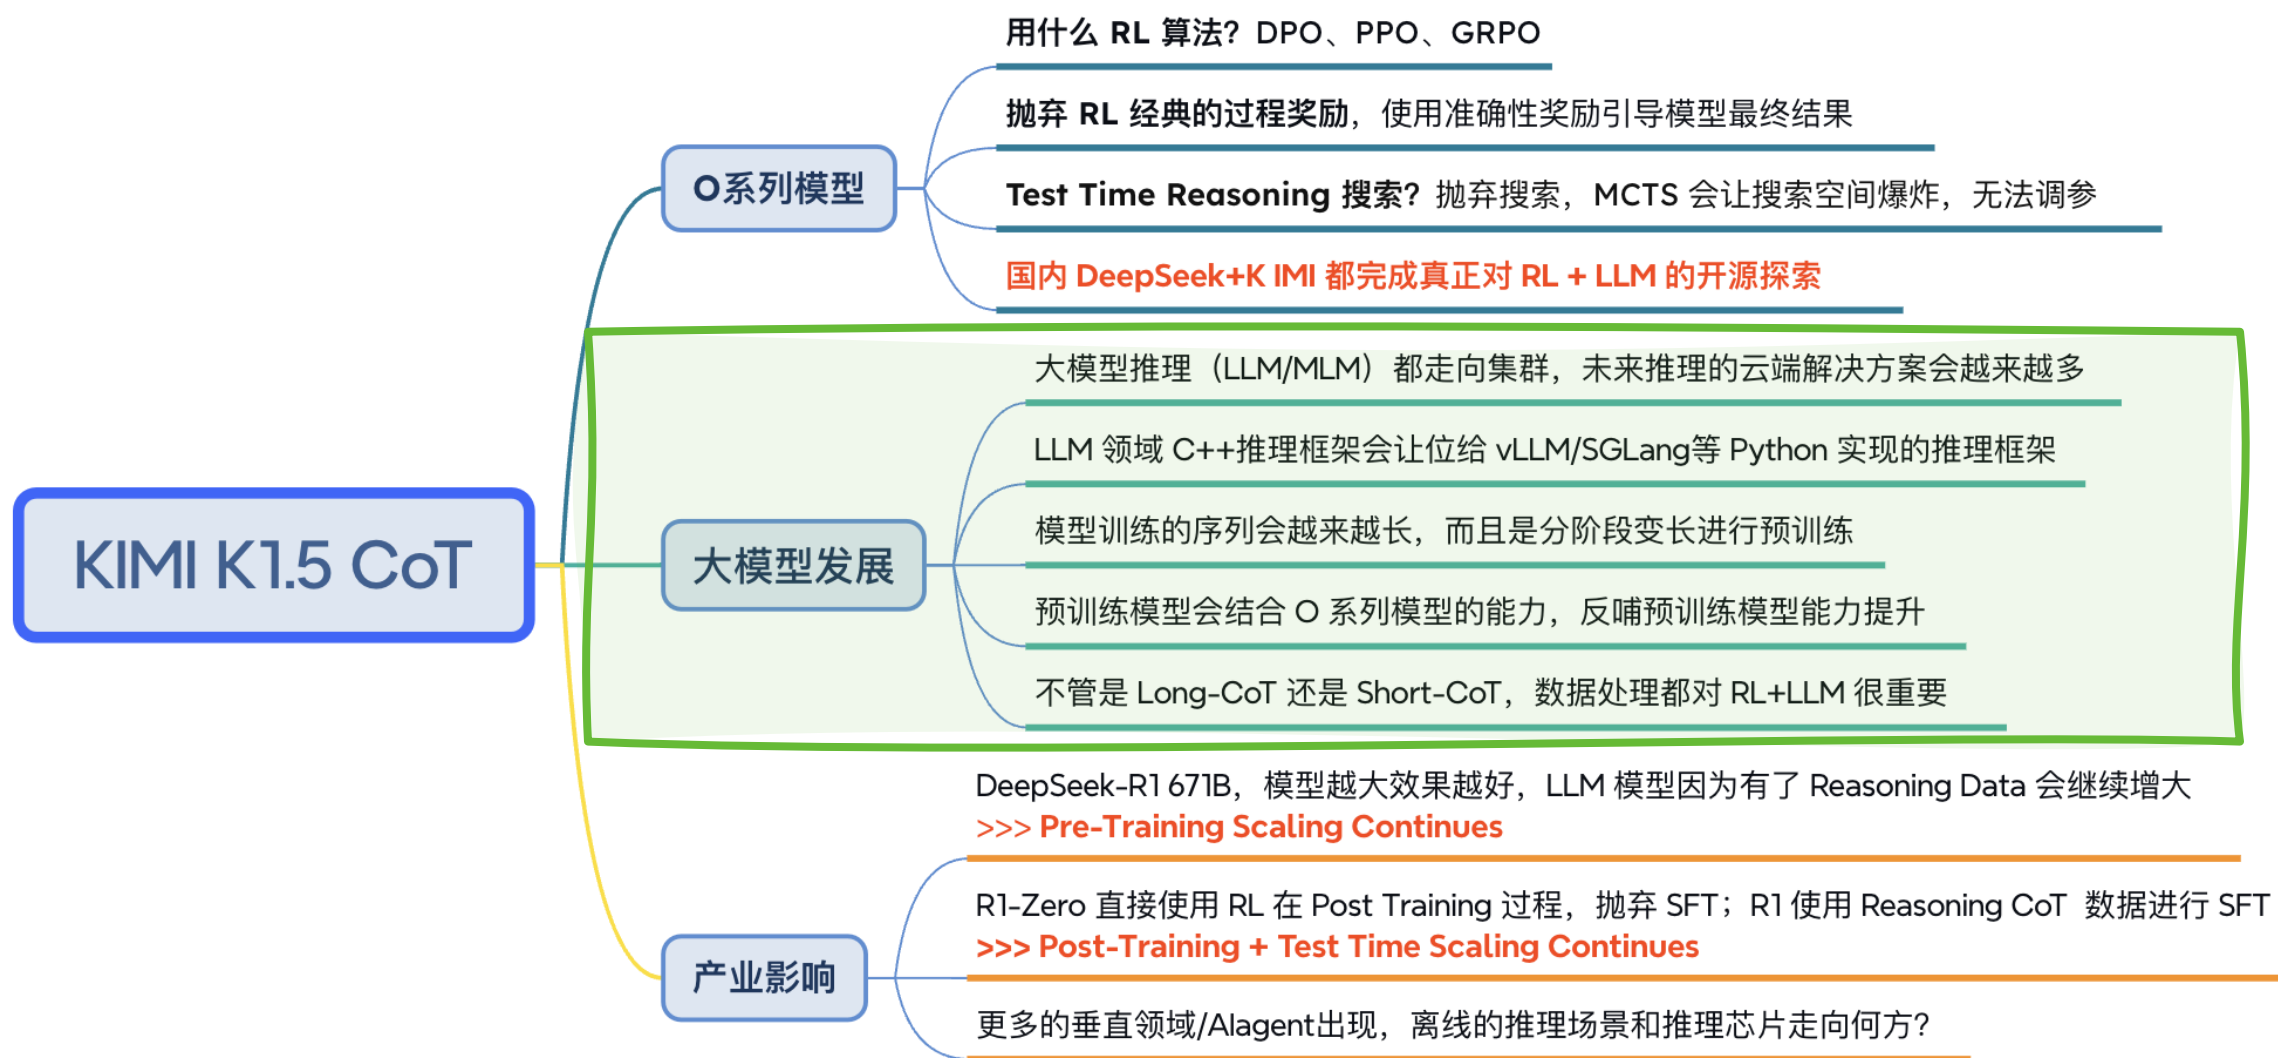 KIMI K1.5 CoT
O系列模型
用什么 RL 算法？DPO、PPO、GRPO
抛弃 RL 经典的过程奖励，使用准确性奖励引导模型最终结果
Test Time Reasoning 搜索？抛弃搜索，MCTS 会让搜索空间爆炸，无法调参
国内 DeepSeek+K IMI 都完成真正对 RL + LLM 的开源探索
大模型发展
大模型推理（LLM/MLM）都走向集群，未来推理的云端解决方案会越来越多
LLM 领域 C++推理框架会让位给 vLLM/SGLang等 Python 实现的推理框架
模型训练的序列会越来越长，而且是分阶段变长进行预训练
预训练模型会结合 O 系列模型的能力，反哺预训练模型能力提升
不管是 Long-CoT 还是 Short-CoT，数据处理都对 RL+LLM 很重要
产业影响
DeepSeek-R1 671B，模型越大效果越好，LLM 模型因为有了 Reasoning Data 会继续增大
>>> Pre-Training Scaling Continues
R1-Zero 直接使用 RL 在 Post Training 过程，抛弃 SFT；R1 使用 Reasoning CoT 数据进行 SFT
>>> Post-Training + Test Time Scaling Continues
更多的垂直领域/AIagent出现，离线的推理场景和推理芯片走向何方？